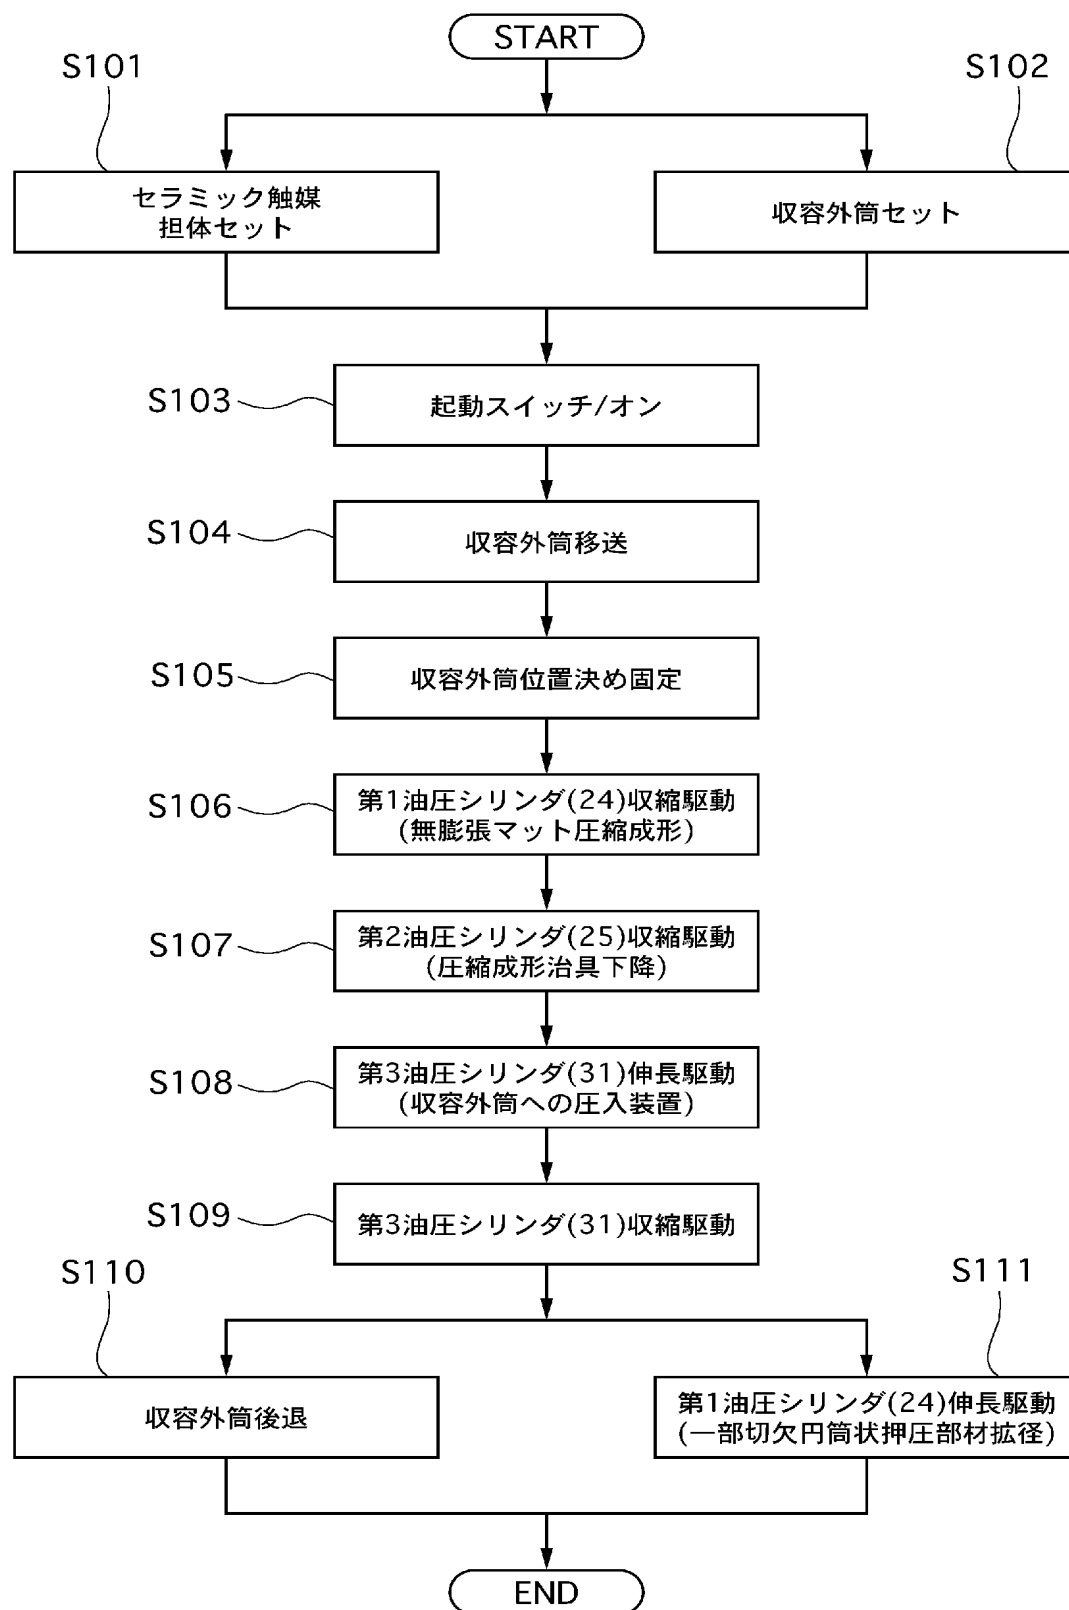 START
S101
S102
セラミック触媒
担体セット
収容外筒セット
S103
起動スイッチ/オン
S104
収容外筒移送
S105
収容外筒位置決め固定
S106
第1油圧シリンダ(24)収縮駆動
(無膨張マット圧縮成形)
S107
第2油圧シリンダ(25)収縮駆動
(圧縮成形治具下降)
S108
第3油圧シリンダ(31)伸長駆動
(収容外筒への圧入装置)
S109
第3油圧シリンダ(31)収縮駆動
S110
S111
収容外筒後退
第1油圧シリンダ(24)伸長駆動
(一部切欠円筒状押圧部材拡径)
END